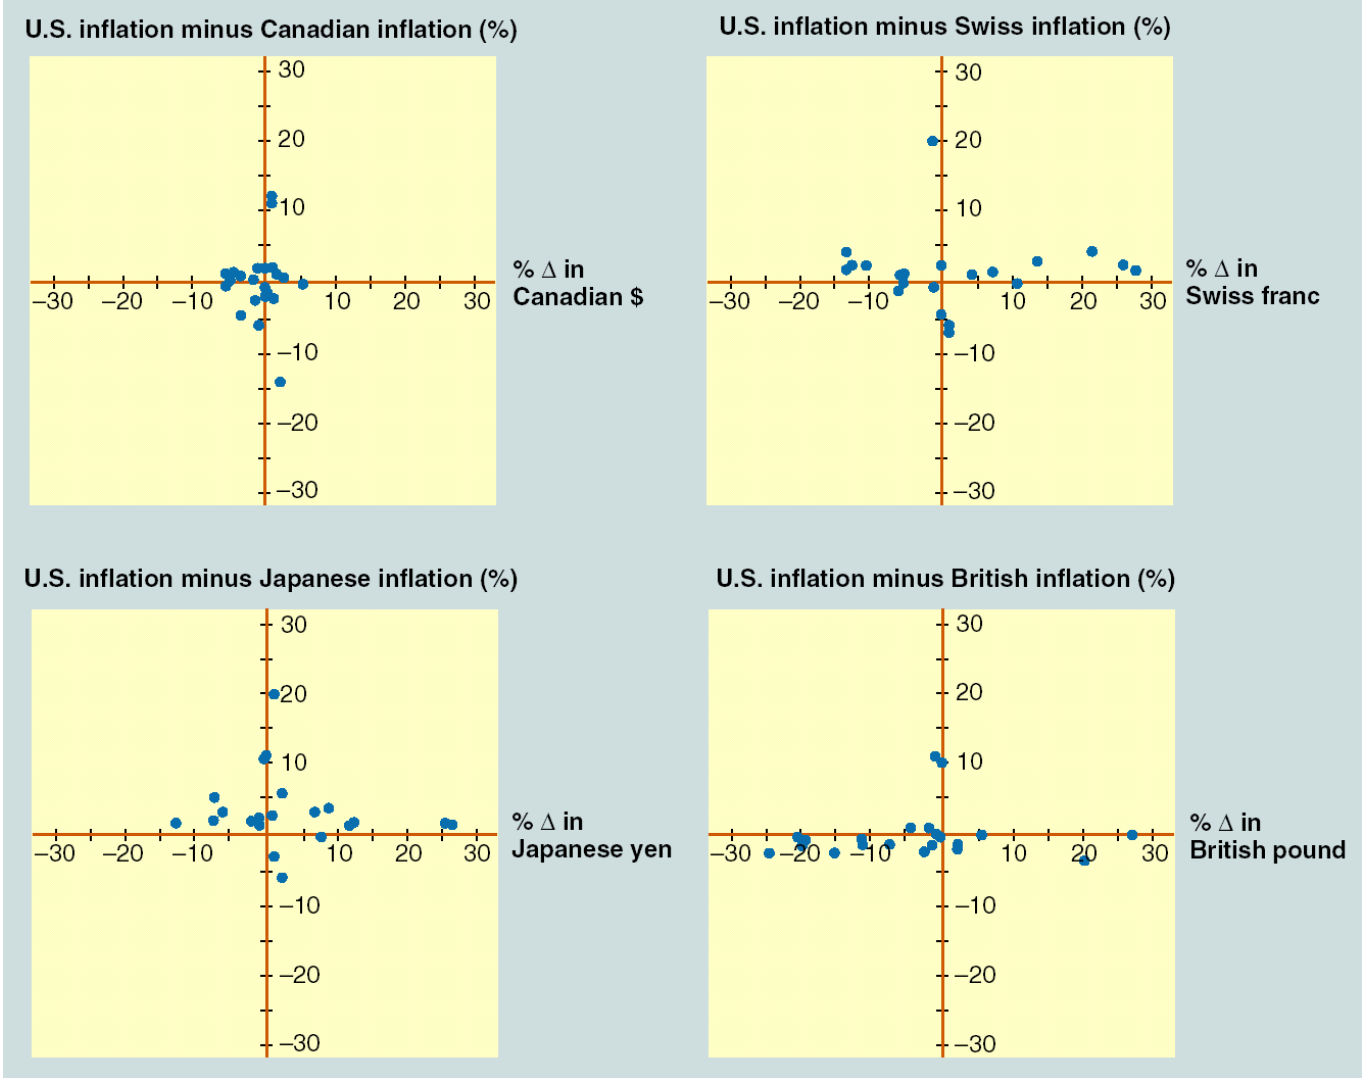 U.S. inflation minus Canadian inflation (%)
30
20
10
–30 –20 –10 10 20 30
–10
–20
–30
% Δ in
Canadian $
U.S. inflation minus Swiss inflation (%)
30
20
10
–30 –20 –10 10 20 30
–10
–20
–30
% Δ in
Swiss franc
U.S. inflation minus Japanese inflation (%)
30
20
10
–30 –20 –10 10 20 30
–10
–20
–30
% Δ in
Japanese yen
U.S. inflation minus British inflation (%)
30
20
10
–30 –20 –10 10 20 30
–10
–20
–30
% Δ in
British pound